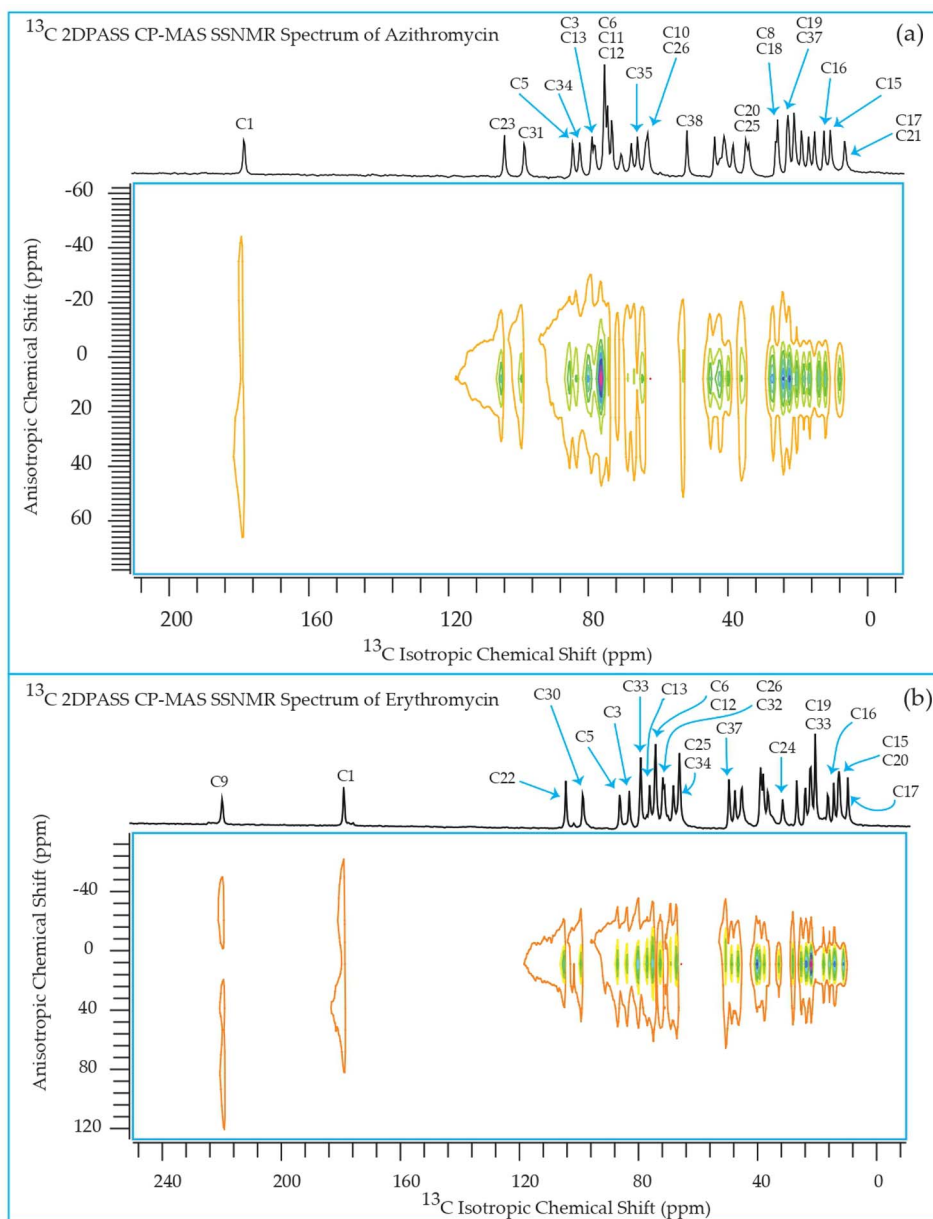 ¹³C 2DPASS CP-MAS SSNMR Spectrum of Azithromycin
(a)
C1
C23
C31
C5
C34
C3
C13
C6
C11
C12
C35
C10
C26
C38
C20
C25
C8
C18
C19
C37
C16
C15
C17
C21
Anisotropic Chemical Shift (ppm)
-60
-40
-20
0
20
40
60
200
160
120
80
40
0
¹³C Isotropic Chemical Shift (ppm)
¹³C 2DPASS CP-MAS SSNMR Spectrum of Erythromycin
(b)
C9
C1
C22
C30
C5
C3
C33
C13
C6
C12
C26
C32
C25
C34
C37
C24
C19
C33
C16
C15
C20
C17
Anisotropic Chemical Shift (ppm)
-40
0
40
80
120
240
200
160
120
80
40
0
¹³C Isotropic Chemical Shift (ppm)